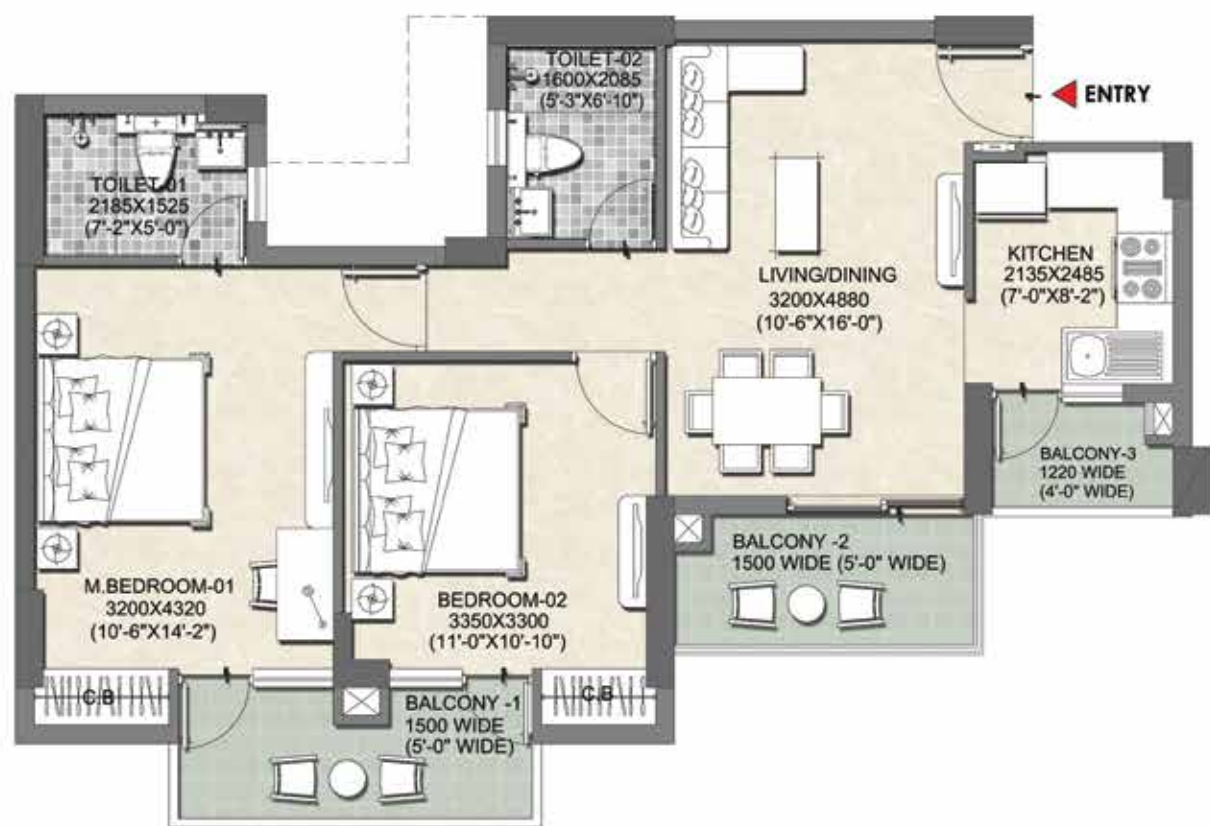 TOILET-02
1600X2085
(5'-3"X6'-10")
ENTRY
TOILET-01
2185X1525
(7'-2"X5'-0")
LIVING/DINING
3200X4880
(10'-6"X16'-0")
KITCHEN
2135X2485
(7'-0"X8'-2")
BALCONY-3
1220 WIDE
(4'-0" WIDE)
BALCONY -2
1500 WIDE (5'-0" WIDE)
M.BEDROOM-01
3200X4320
(10'-6"X14'-2")
BEDROOM-02
3350X3300
(11'-0"X10'-10")
C.B
BALCONY -1
1500 WIDE
(5'-0" WIDE)
C.B